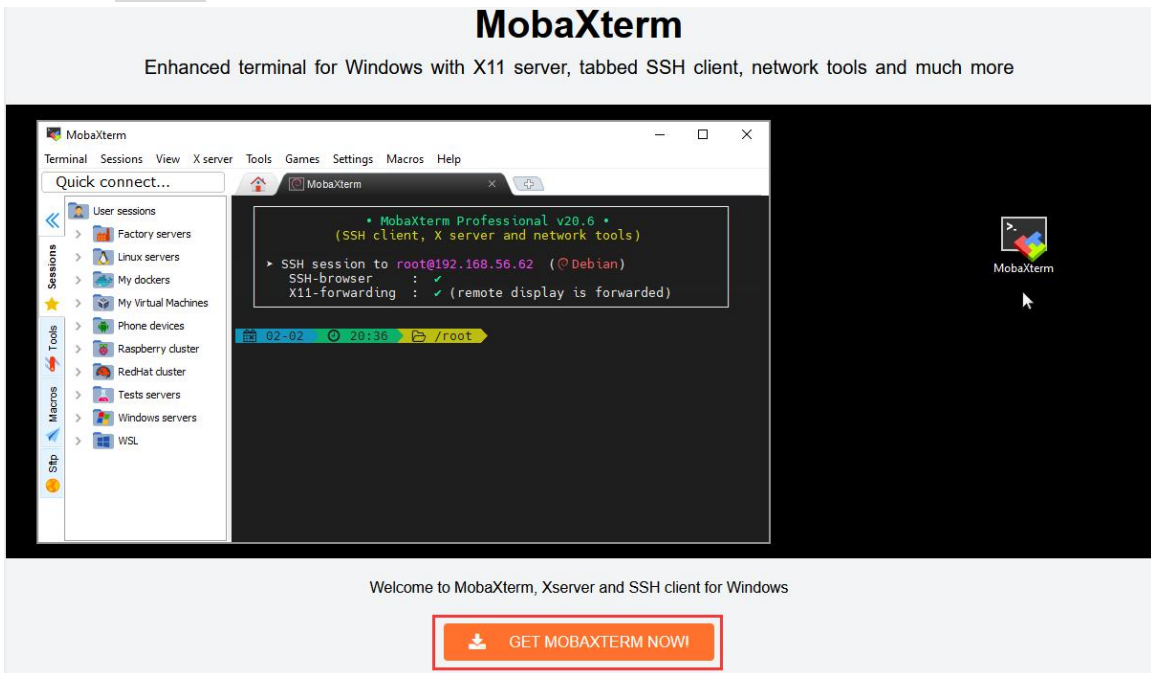 MobaXterm
Enhanced terminal for Windows with X11 server, tabbed SSH client, network tools and much more
MobaXterm
Terminal Sessions View X server Tools Games Settings Macros Help
Quick connect...
MobaXterm
User sessions
Factory servers
Linux servers
My dockers
My Virtual Machines
Phone devices
Raspberry cluster
RedHat cluster
Tests servers
Windows servers
WSL
Sessions
Tools
Macros
Sftp
• MobaXterm Professional v20.6 •
(SSH client, X server and network tools)
➤ SSH session to root@192.168.56.62 (Debian)
SSH-browser : ✔
X11-forwarding : ✔ (remote display is forwarded)
02-02 20:36 /root
MobaXterm
Welcome to MobaXterm, Xserver and SSH client for Windows
GET MOBAXTERM NOW!